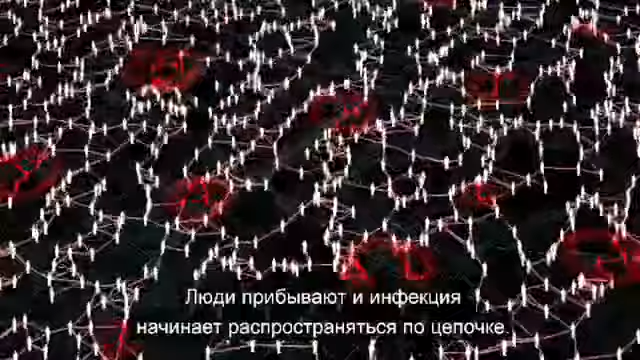 Люди прибывают и инфекция
начинает распространяться по цепочке.